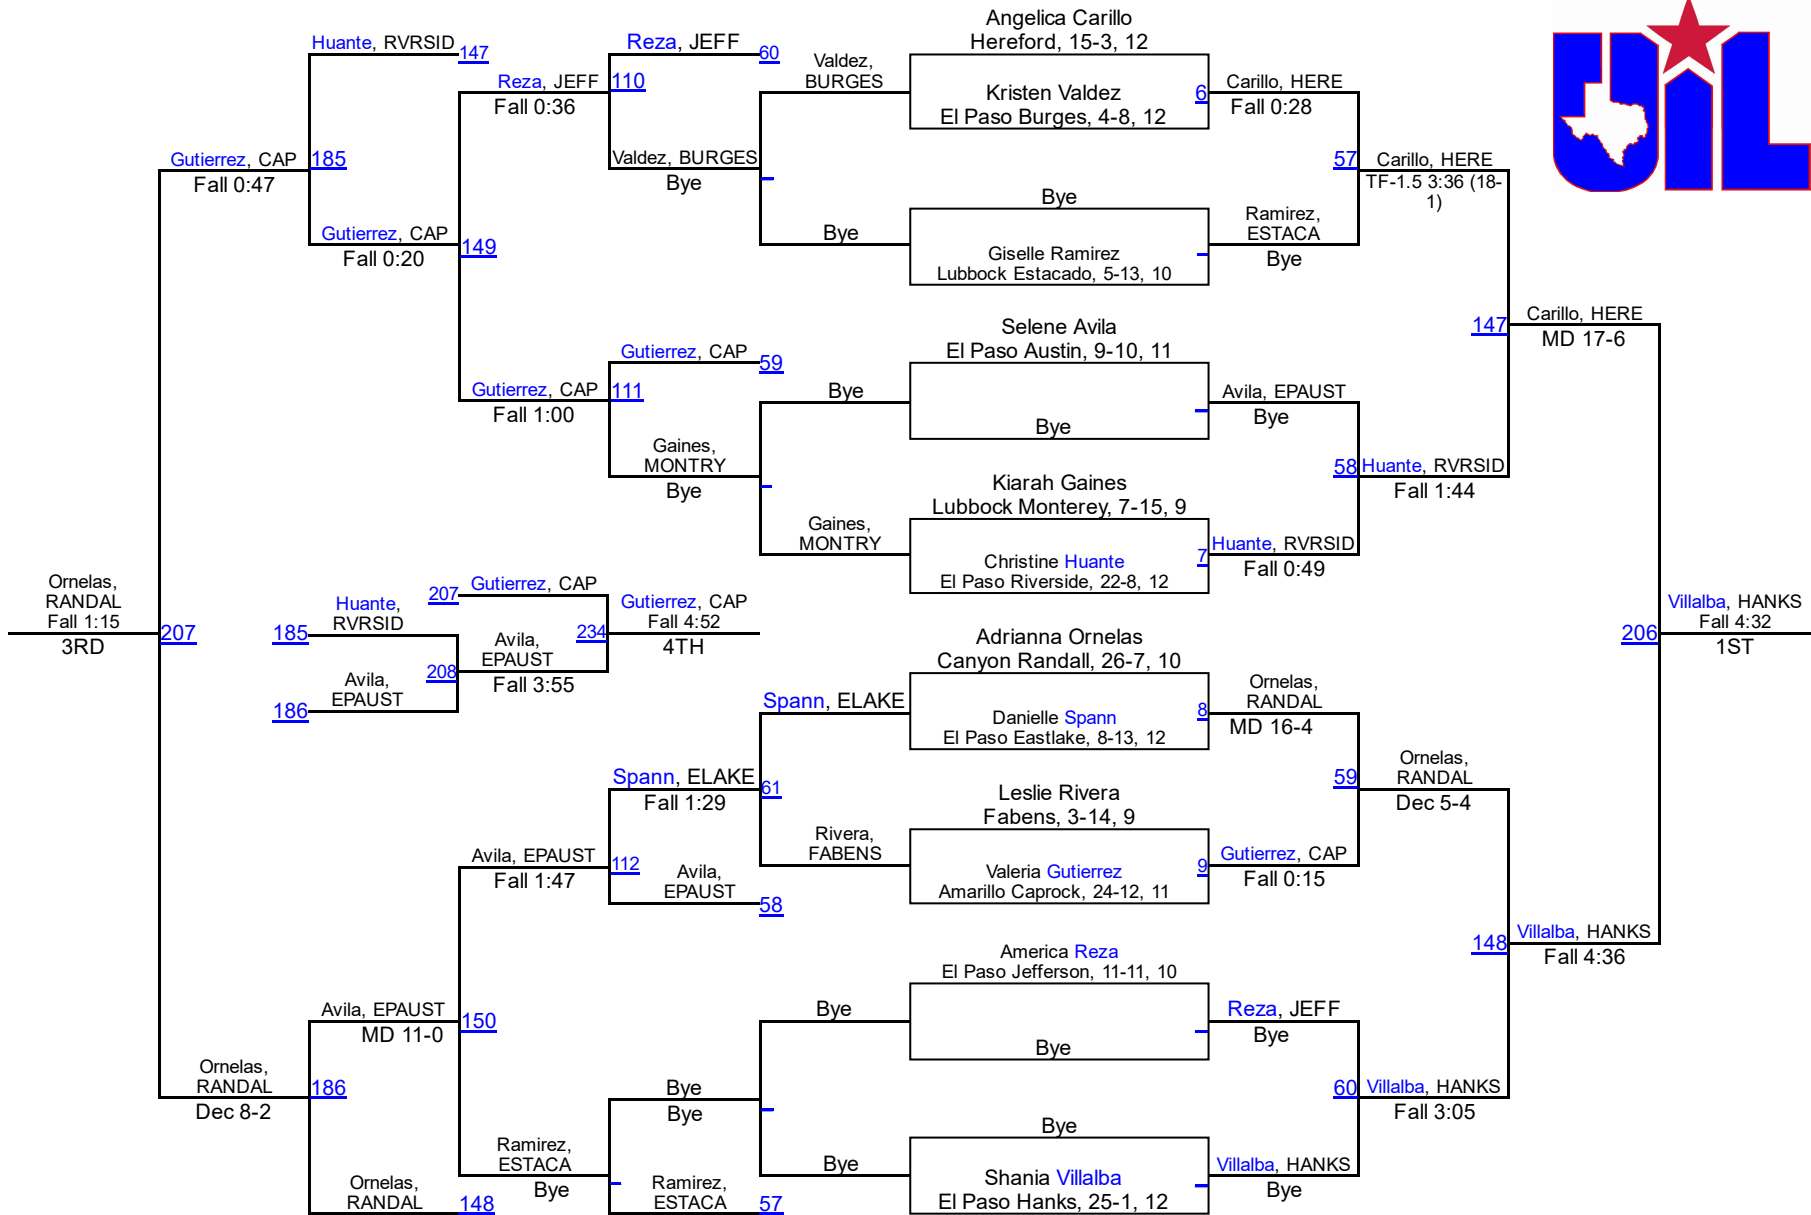 Angelica Carillo
Hereford, 15-3, 12
Huante, RVRSID
147
Reza, JEFF
60
Valdez,
BURGES
Reza, JEFF
110
Fall 0:36
Kristen Valdez
El Paso Burges, 4-8, 12
6
Carillo, HERE
Fall 0:28
UIL
Gutierrez, CAP
185
Fall 0:47
Valdez, BURGES
Bye
57
Carillo, HERE
TF-1.5 3:36 (18-
1)
Bye
Gutierrez, CAP
Fall 0:20
149
Bye
Giselle Ramirez
Lubbock Estacado, 5-13, 10
Ramirez,
ESTACA
Bye
Selene Avila
El Paso Austin, 9-10, 11
147
Carillo, HERE
MD 17-6
Gutierrez, CAP
59
Gutierrez, CAP
111
Fall 1:00
Bye
Bye
Avila, EPAUST
Bye
Gaines,
MONTRY
Bye
58
Huante, RVRSID
Fall 1:44
Kiarah Gaines
Lubbock Monterey, 7-15, 9
Gaines,
MONTRY
Christine Huante
El Paso Riverside, 22-8, 12
7
Huante, RVRSID
Fall 0:49
Ornelas,
RANDAL
Fall 1:15
3RD
207
207
Gutierrez, CAP
185
Huante,
RVRSID
Avila,
EPAUST
Fall 3:55
234
Gutierrez, CAP
Fall 4:52
4TH
208
186
Avila,
EPAUST
206
Villalba, HANKS
Fall 4:32
1ST
Adrianna Ornelas
Canyon Randall, 26-7, 10
Spann, ELAKE
Danielle Spann
El Paso Eastlake, 8-13, 12
8
Ornelas,
RANDAL
MD 16-4
Spann, ELAKE
Fall 1:29
61
59
Ornelas,
RANDAL
Dec 5-4
Leslie Rivera
Fabens, 3-14, 9
Rivera,
FABENS
Avila, EPAUST
Fall 1:47
112
Avila,
EPAUST
58
Valeria Gutierrez
Amarillo Caprock, 24-12, 11
9
Gutierrez, CAP
Fall 0:15
148
Villalba, HANKS
Fall 4:36
America Reza
El Paso Jefferson, 11-11, 10
Avila, EPAUST
MD 11-0
150
Bye
Bye
Reza, JEFF
Bye
Ornelas,
RANDAL
Dec 8-2
186
Bye
Bye
60
Villalba, HANKS
Fall 3:05
Bye
Ramirez,
ESTACA
Bye
Bye
Shania Villalba
El Paso Hanks, 25-1, 12
Villalba, HANKS
Bye
Ornelas,
RANDAL
148
Ramirez,
ESTACA
57